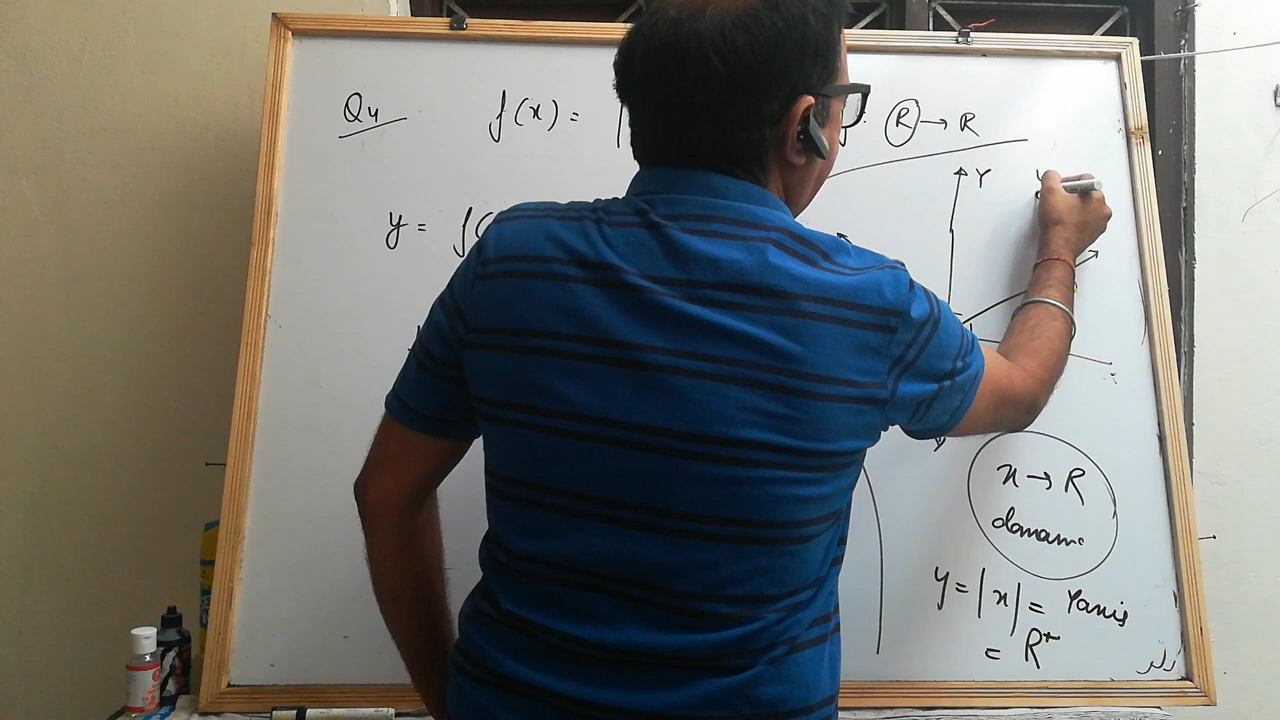 Q4 f(x) = | f: R → R
y = f(
Y
x → R
domain
y = |x| = Range
= R+